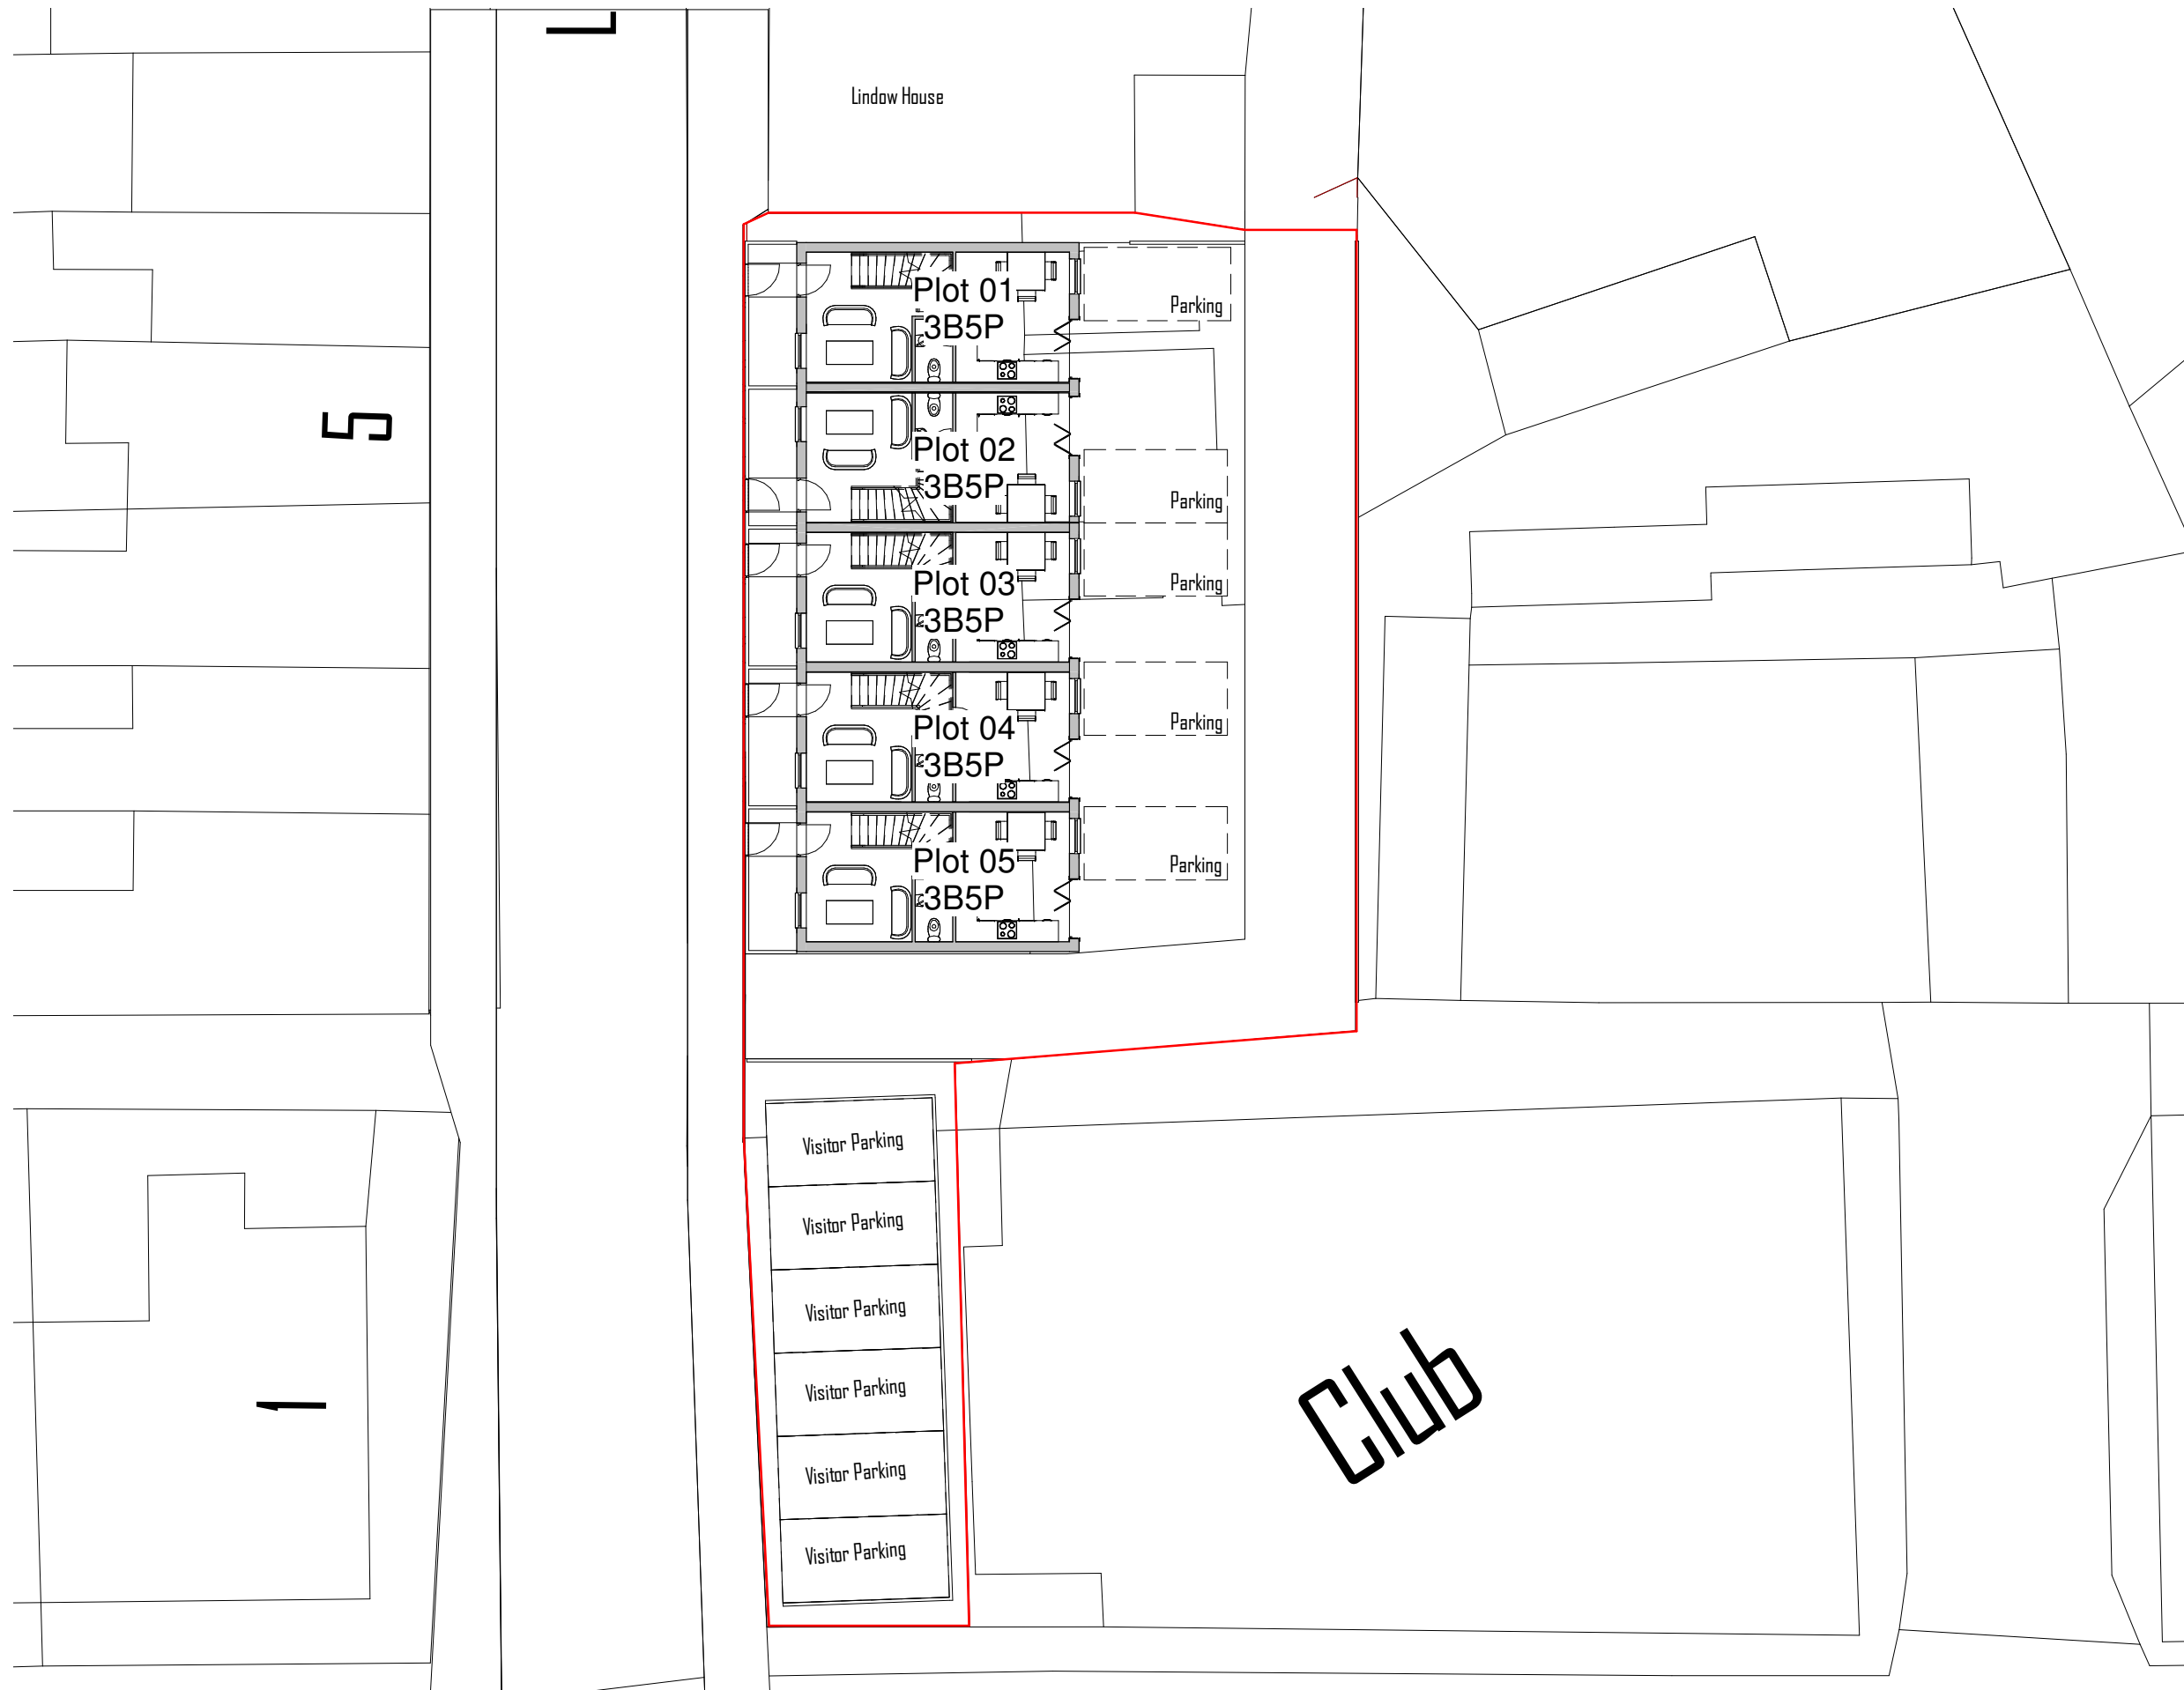 L
Lindow House
Plot 01
3B5P
Parking
5
Plot 02
3B5P
Parking
Plot 03
3B5P
Parking
Plot 04
3B5P
Parking
Plot 05
3B5P
Parking
Visitor Parking
Visitor Parking
Visitor Parking
Visitor Parking
Visitor Parking
Visitor Parking
1
Club